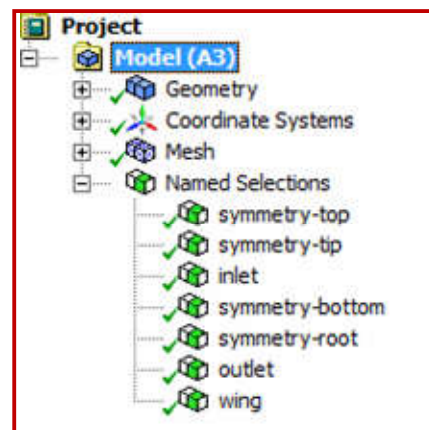 Project
Model (A3)
Geometry
Coordinate Systems
Mesh
Named Selections
symmetry-top
symmetry-tip
inlet
symmetry-bottom
symmetry-root
outlet
wing